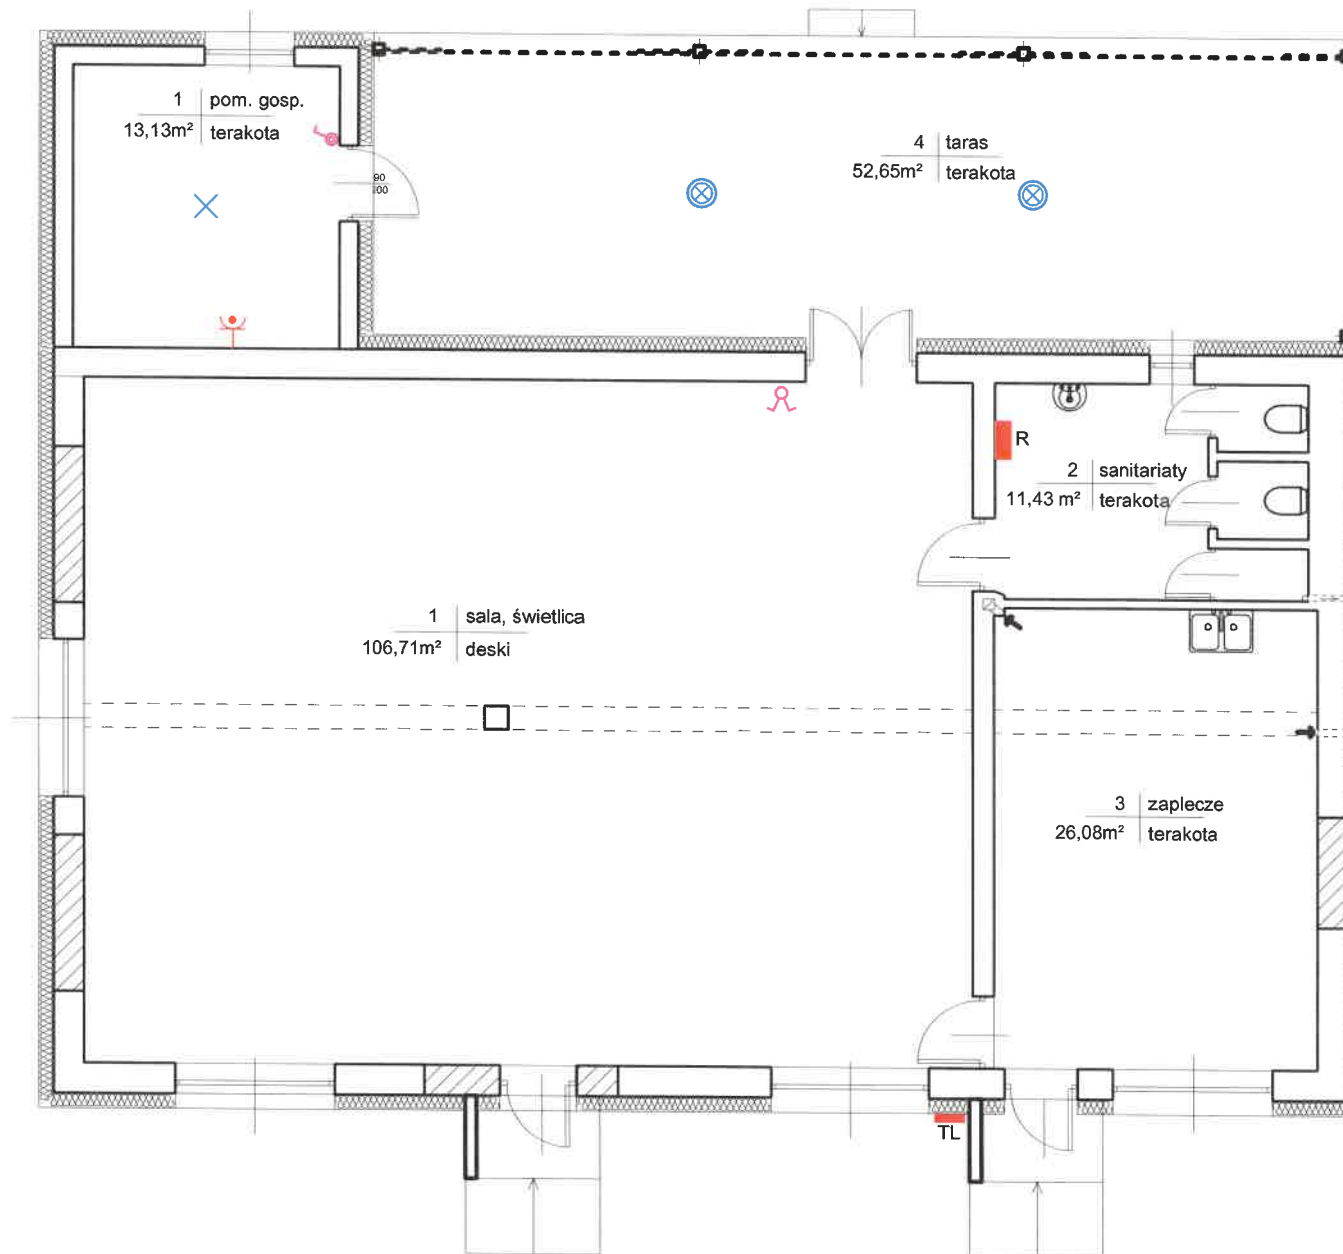 1 pom. gosp.
13,13m² terakota
90
200
4 taras
52,65m² terakota
R
2 sanitariaty
11,43 m² terakota
1 sala, świetlica
106,71m² deski
3 zaplecze
26,08m² terakota
TL